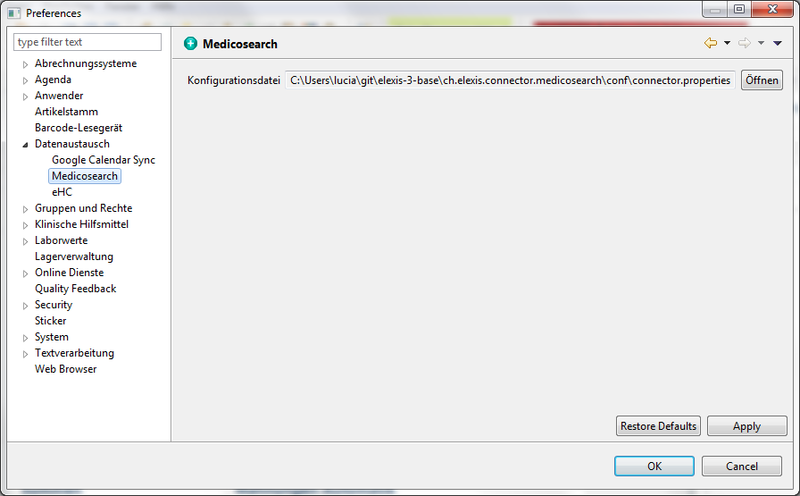 Preferences
type filter text
Abrechnungssysteme
Agenda
Anwender
Artikelstamm
Barcode-Lesegerät
Datenaustausch
Google Calendar Sync
Medicosearch
eHC
Gruppen und Rechte
Klinische Hilfsmittel
Laborwerte
Lagerverwaltung
Online Dienste
Quality Feedback
Security
Sticker
System
Textverarbeitung
Web Browser
Medicosearch
Konfigurationsdatei C:\Users\lucia\git\elexis-3-base\ch.elexis.connector.medicosearch\conf\connector.properties Öffnen
Restore Defaults Apply
OK Cancel